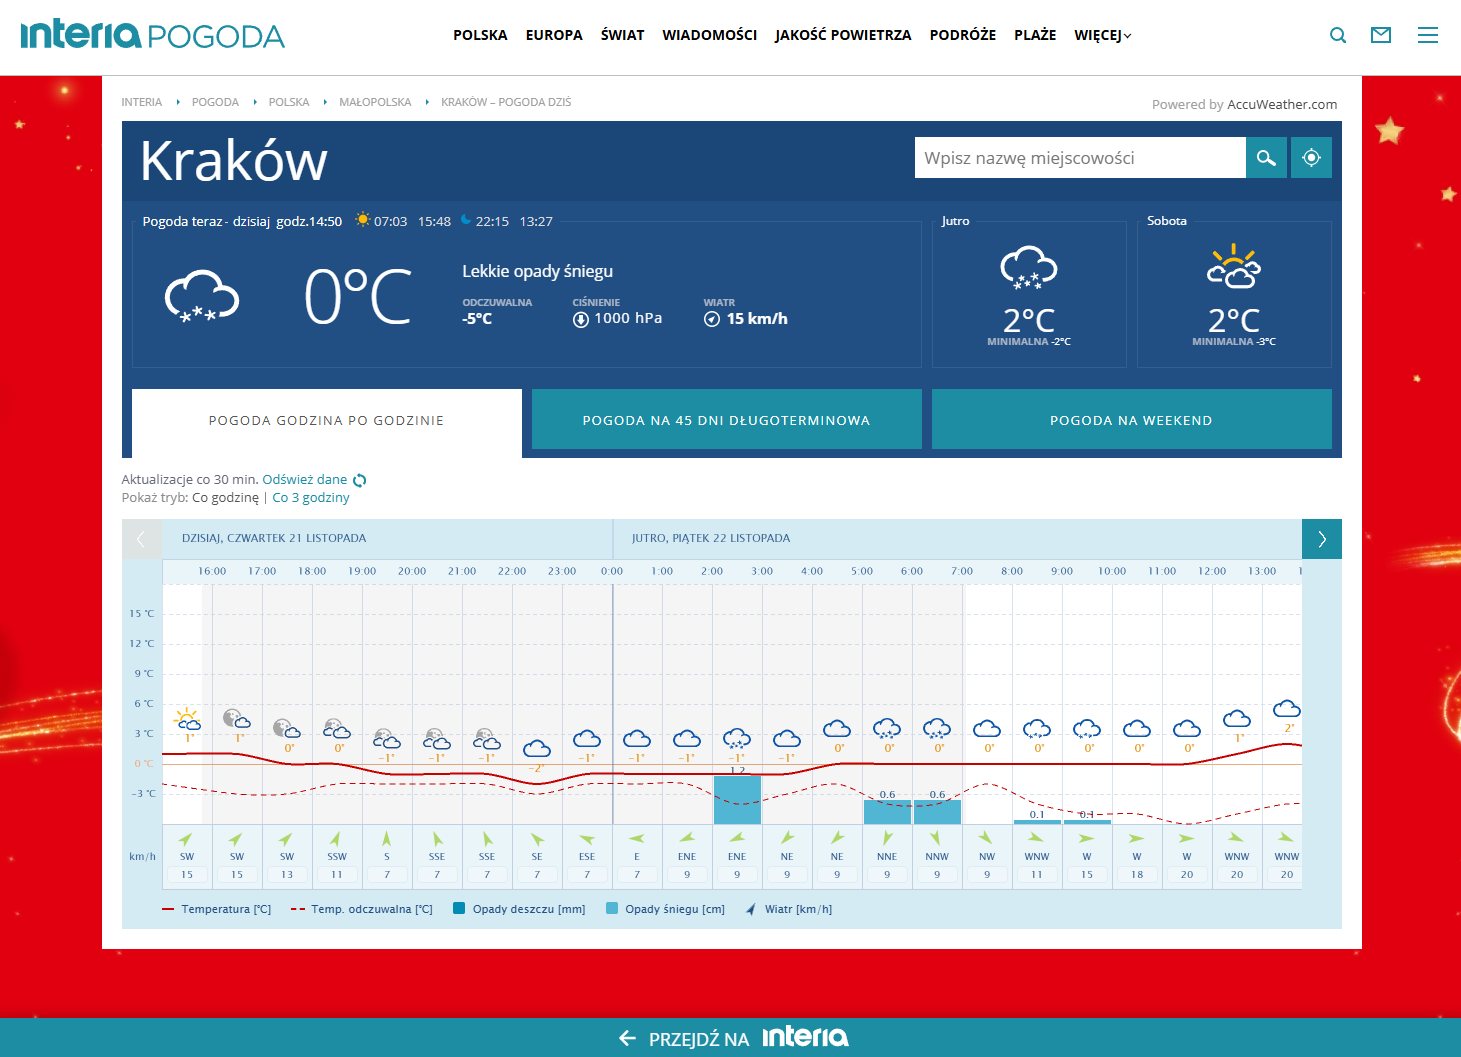 interia POGODA
POLSKA EUROPA ŚWIAT WIADOMOŚCI JAKOŚĆ POWIETRZA PODRÓŻE PLAŻE WIĘCEJ
INTERIA POGODA POLSKA MAŁOPOLSKA KRAKÓW – POGODA DZIŚ
Powered by AccuWeather.com
Kraków
Wpisz nazwę miejscowości
Pogoda teraz - dzisiaj godz.14:50 07:03 15:48 22:15 13:27
Jutro
Sobota
0°C
Lekkie opady śniegu
ODCZUWALNA CIŚNIENIE WIATR
-5°C 1000 hPa 15 km/h
2°C
MINIMALNA -2°C
2°C
MINIMALNA -3°C
POGODA GODZINA PO GODZINIE
POGODA NA 45 DNI DŁUGOTERMINOWA
POGODA NA WEEKEND
Aktualizacje co 30 min. Odśwież dane
Pokaż tryb: Co godzinę | Co 3 godziny
DZISIAJ, CZWARTEK 21 LISTOPADA
JUTRO, PIĄTEK 22 LISTOPADA
16:00 17:00 18:00 19:00 20:00 21:00 22:00 23:00 0:00 1:00 2:00 3:00 4:00 5:00 6:00 7:00 8:00 9:00 10:00 11:00 12:00 13:00 1
15 °C
12 °C
9 °C
6 °C
3 °C
0 °C
−3 °C
1° 1° 0° 0° −1° −1° −1° −2° −1° −1° −1° −1° −1° 0° 0° 0° 0° 0° 0° 0° 0° 1° 2°
1.2 0.6 0.6 0.1 0.1
km/h
SW SW SW SSW S SSE SSE SE ESE E ENE ENE NE NE NNE NNW NW WNW W W W WNW WNW
15 15 13 11 7 7 7 7 7 7 9 9 9 9 9 9 9 11 15 18 20 20 20
Temperatura [°C] Temp. odczuwalna [°C] Opady deszczu [mm] Opady śniegu [cm] Wiatr [km/h]
PRZEJDŹ NA interia